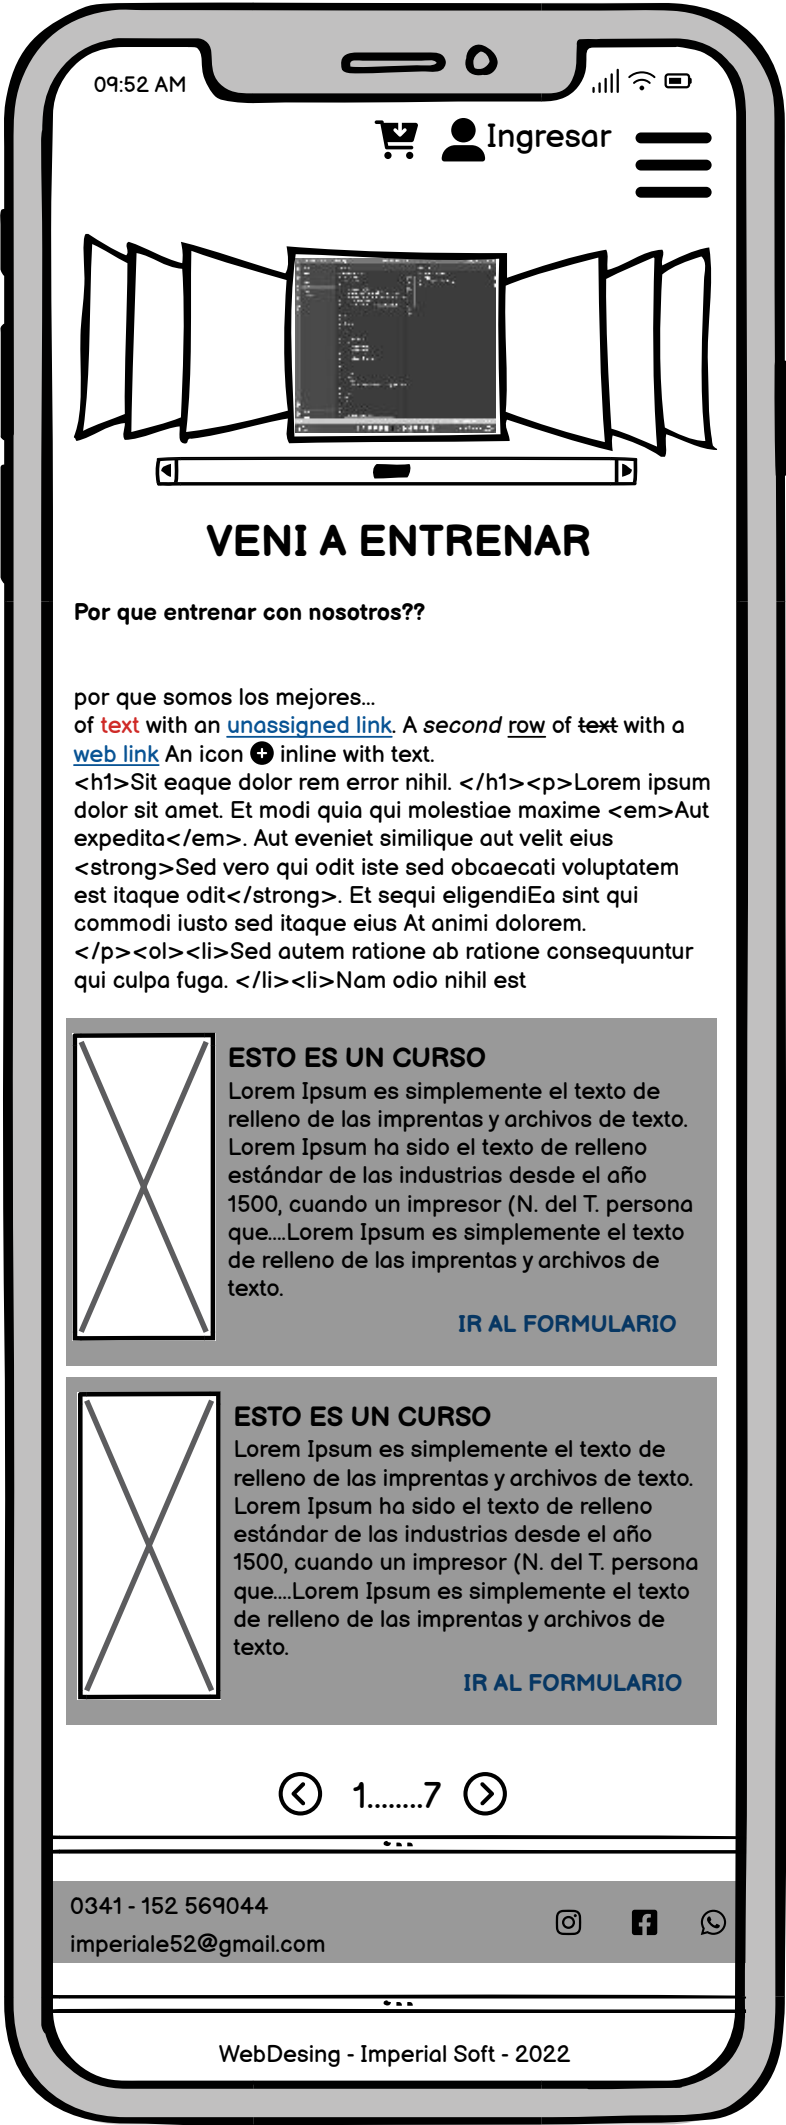 09:52 AM
Ingresar
VENI A ENTRENAR
Por que entrenar con nosotros??
por que somos los mejores...
of text with an unassigned link. A second row of text with a
web link An icon inline with text.
<h1>Sit eaque dolor rem error nihil. </h1><p>Lorem ipsum
dolor sit amet. Et modi quia qui molestiae maxime <em>Aut
expedita</em>. Aut eveniet similique aut velit eius
<strong>Sed vero qui odit iste sed obcaecati voluptatem
est itaque odit</strong>. Et sequi eligendiEa sint qui
commodi iusto sed itaque eius At animi dolorem.
</p><ol><li>Sed autem ratione ab ratione consequuntur
qui culpa fuga. </li><li>Nam odio nihil est
ESTO ES UN CURSO
Lorem Ipsum es simplemente el texto de
relleno de las imprentas y archivos de texto.
Lorem Ipsum ha sido el texto de relleno
estándar de las industrias desde el año
1500, cuando un impresor (N. del T. persona
que....Lorem Ipsum es simplemente el texto
de relleno de las imprentas y archivos de
texto.
IR AL FORMULARIO
ESTO ES UN CURSO
Lorem Ipsum es simplemente el texto de
relleno de las imprentas y archivos de texto.
Lorem Ipsum ha sido el texto de relleno
estándar de las industrias desde el año
1500, cuando un impresor (N. del T. persona
que....Lorem Ipsum es simplemente el texto
de relleno de las imprentas y archivos de
texto.
IR AL FORMULARIO
1........7
0341 - 152 569044
imperiale52@gmail.com
WebDesing - Imperial Soft - 2022